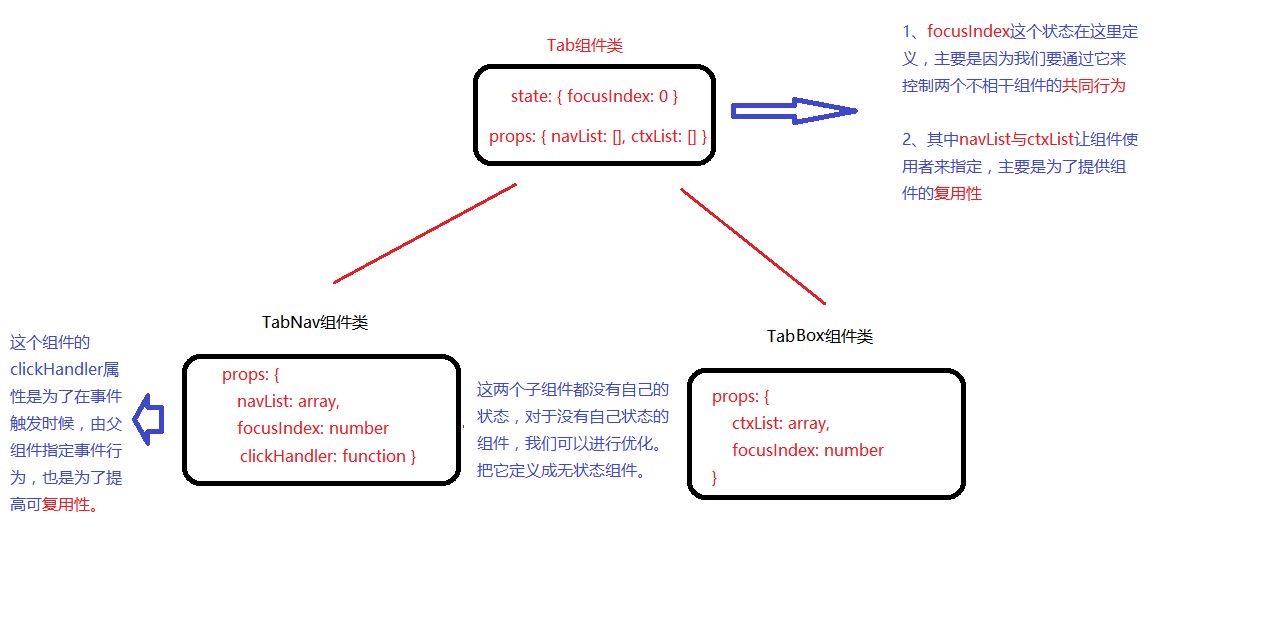 Tab组件类
state: { focusIndex: 0 }
props: { navList: [], ctxList: [] }
1、focusIndex这个状态在这里定
义，主要是因为我们要通过它来
控制两个不相干组件的共同行为
2、其中navList与ctxList让组件使
用者来指定，主要是为了提供组
件的复用性
TabNav组件类
props: {
navList: array,
focusIndex: number
clickHandler: function }
这个组件的
clickHandler属
性是为了在事件
触发时候，由父
组件指定事件行
为，也是为了提
高可复用性。
这两个子组件都没有自己的
状态，对于没有自己状态的
组件，我们可以进行优化。
把它定义成无状态组件。
TabBox组件类
props: {
ctxList: array,
focusIndex: number
}